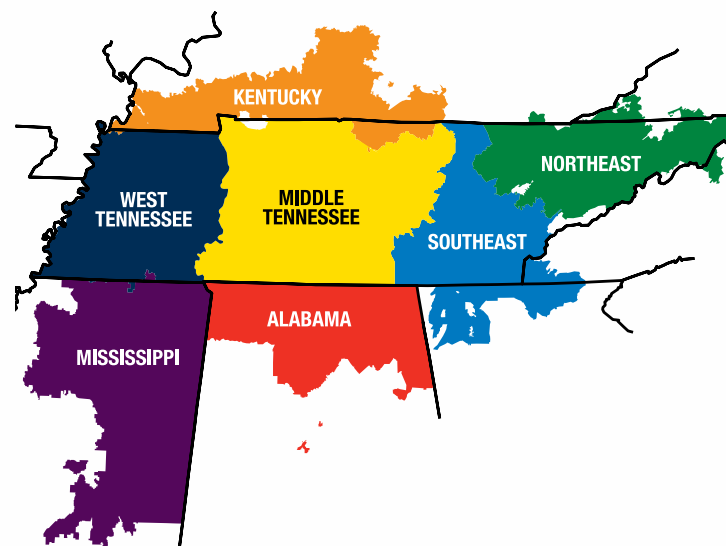 KENTUCKY
NORTHEAST
WEST
TENNESSEE
MIDDLE
TENNESSEE
SOUTHEAST
ALABAMA
MISSISSIPPI